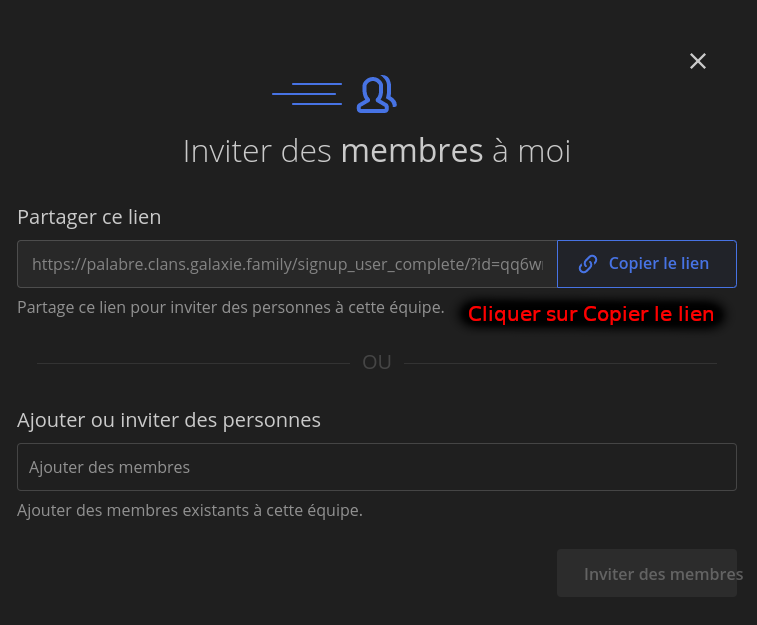 Inviter des membres à moi
Partager ce lien
https://palabre.clans.galaxie.family/signup_user_complete/?id=qq6w
Copier le lien
Partage ce lien pour inviter des personnes à cette équipe.
Cliquer sur Copier le lien
OU
Ajouter ou inviter des personnes
Ajouter des membres
Ajouter des membres existants à cette équipe.
Inviter des membres